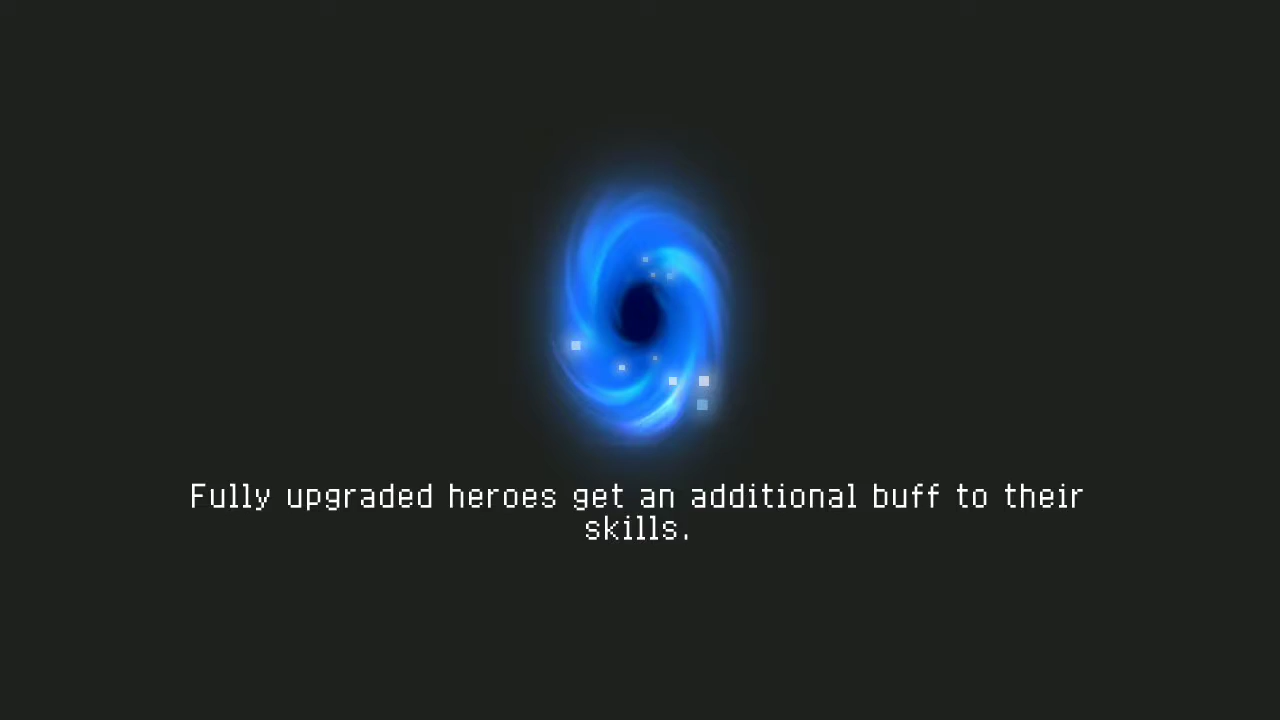 Fully upgraded heroes get an additional buff to their
skills.